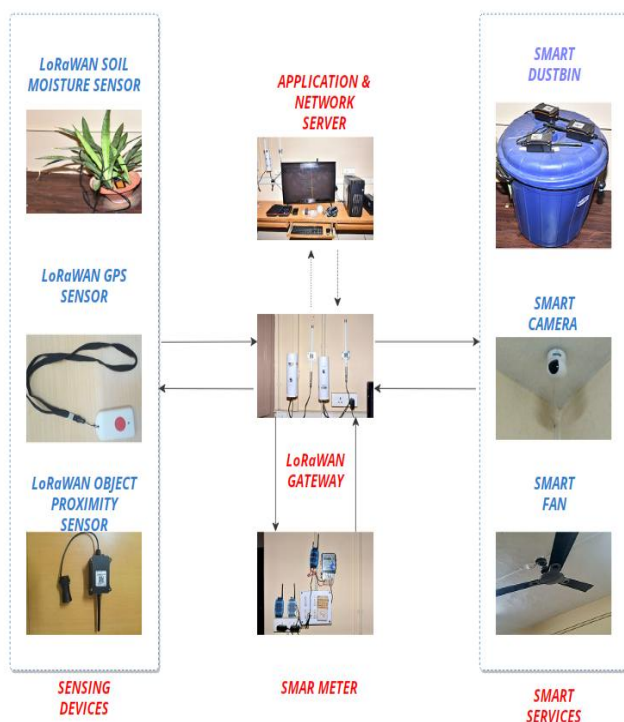 LoRaWAN SOIL
MOISTURE SENSOR
APPLICATION &
NETWORK
SERVER
SMART
DUSTBIN
LoRaWAN GPS
SENSOR
SMART
CAMERA
LoRaWAN OBJECT
PROXIMITY
SENSOR
LoRaWAN
GATEWAY
SMART
FAN
SENSING
DEVICES
SMAR METER
SMART
SERVICES